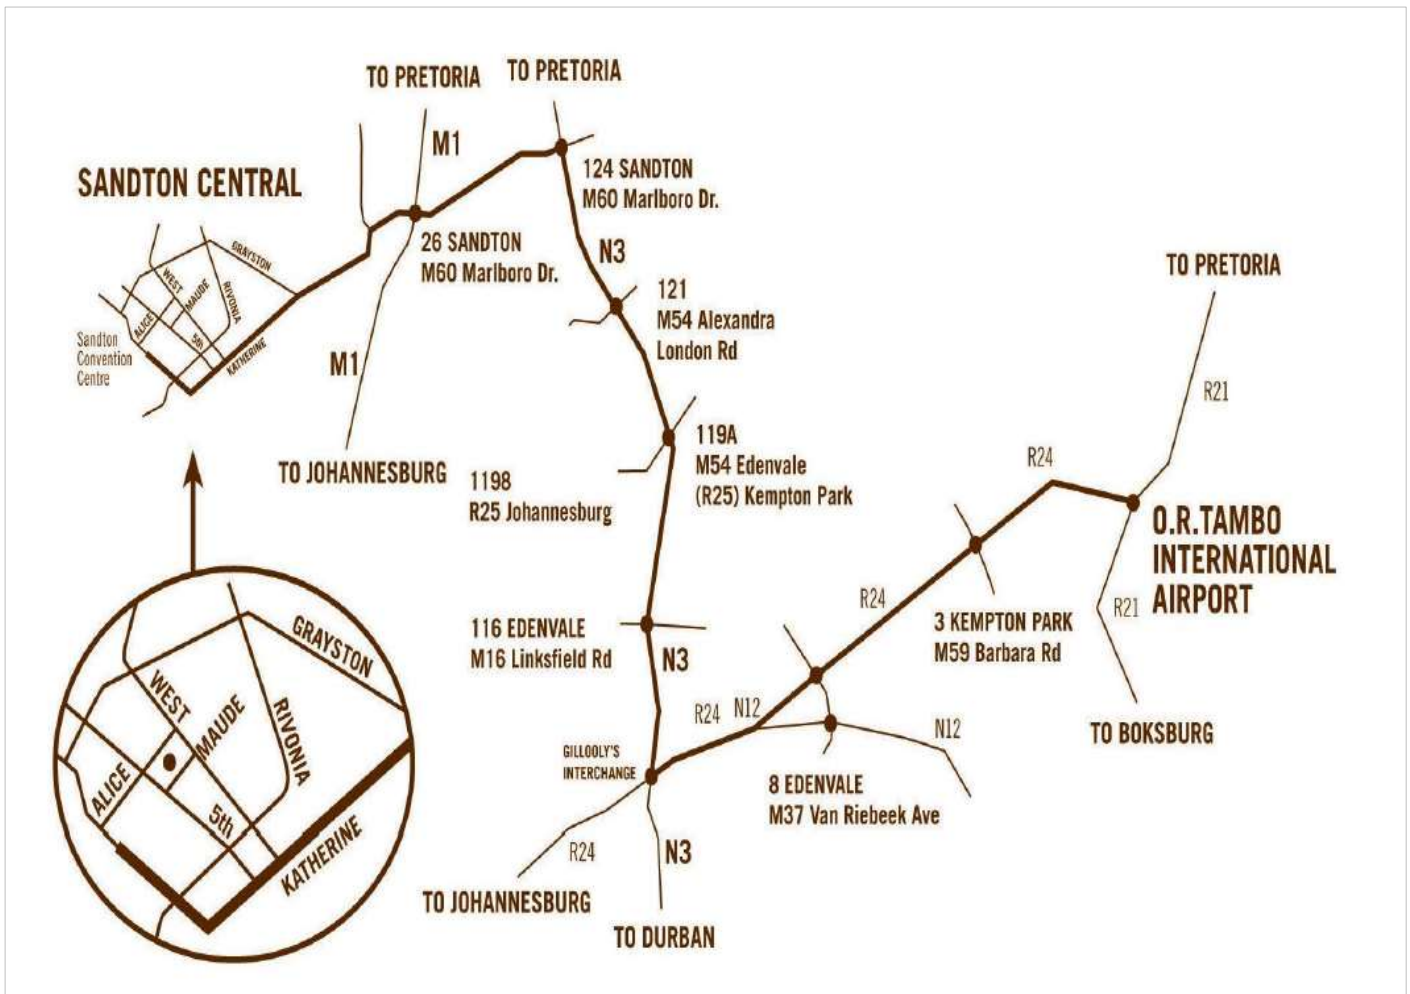 TO PRETORIA
TO PRETORIA
M1
SANDTON CENTRAL
124 SANDTON
M60 Marlboro Dr.
26 SANDTON
M60 Marlboro Dr.
N3
GRAYSTON
WEST
MAUDE
RIVONIA
ALICE
5th
KATHERINE
Sandton
Convention
Centre
M1
121
M54 Alexandra
London Rd
TO PRETORIA
R21
119A
M54 Edenvale
(R25) Kempton Park
TO JOHANNESBURG
1198
R25 Johannesburg
R24
O.R.TAMBO
INTERNATIONAL
AIRPORT
R24
R21
3 KEMPTON PARK
M59 Barbara Rd
116 EDENVALE
M16 Linksfield Rd
N3
R24
N12
N12
TO BOKSBURG
GILLOOLY'S
INTERCHANGE
8 EDENVALE
M37 Van Riebeek Ave
R24
N3
TO JOHANNESBURG
TO DURBAN
GRAYSTON
WEST
MAUDE
RIVONIA
ALICE
5th
KATHERINE